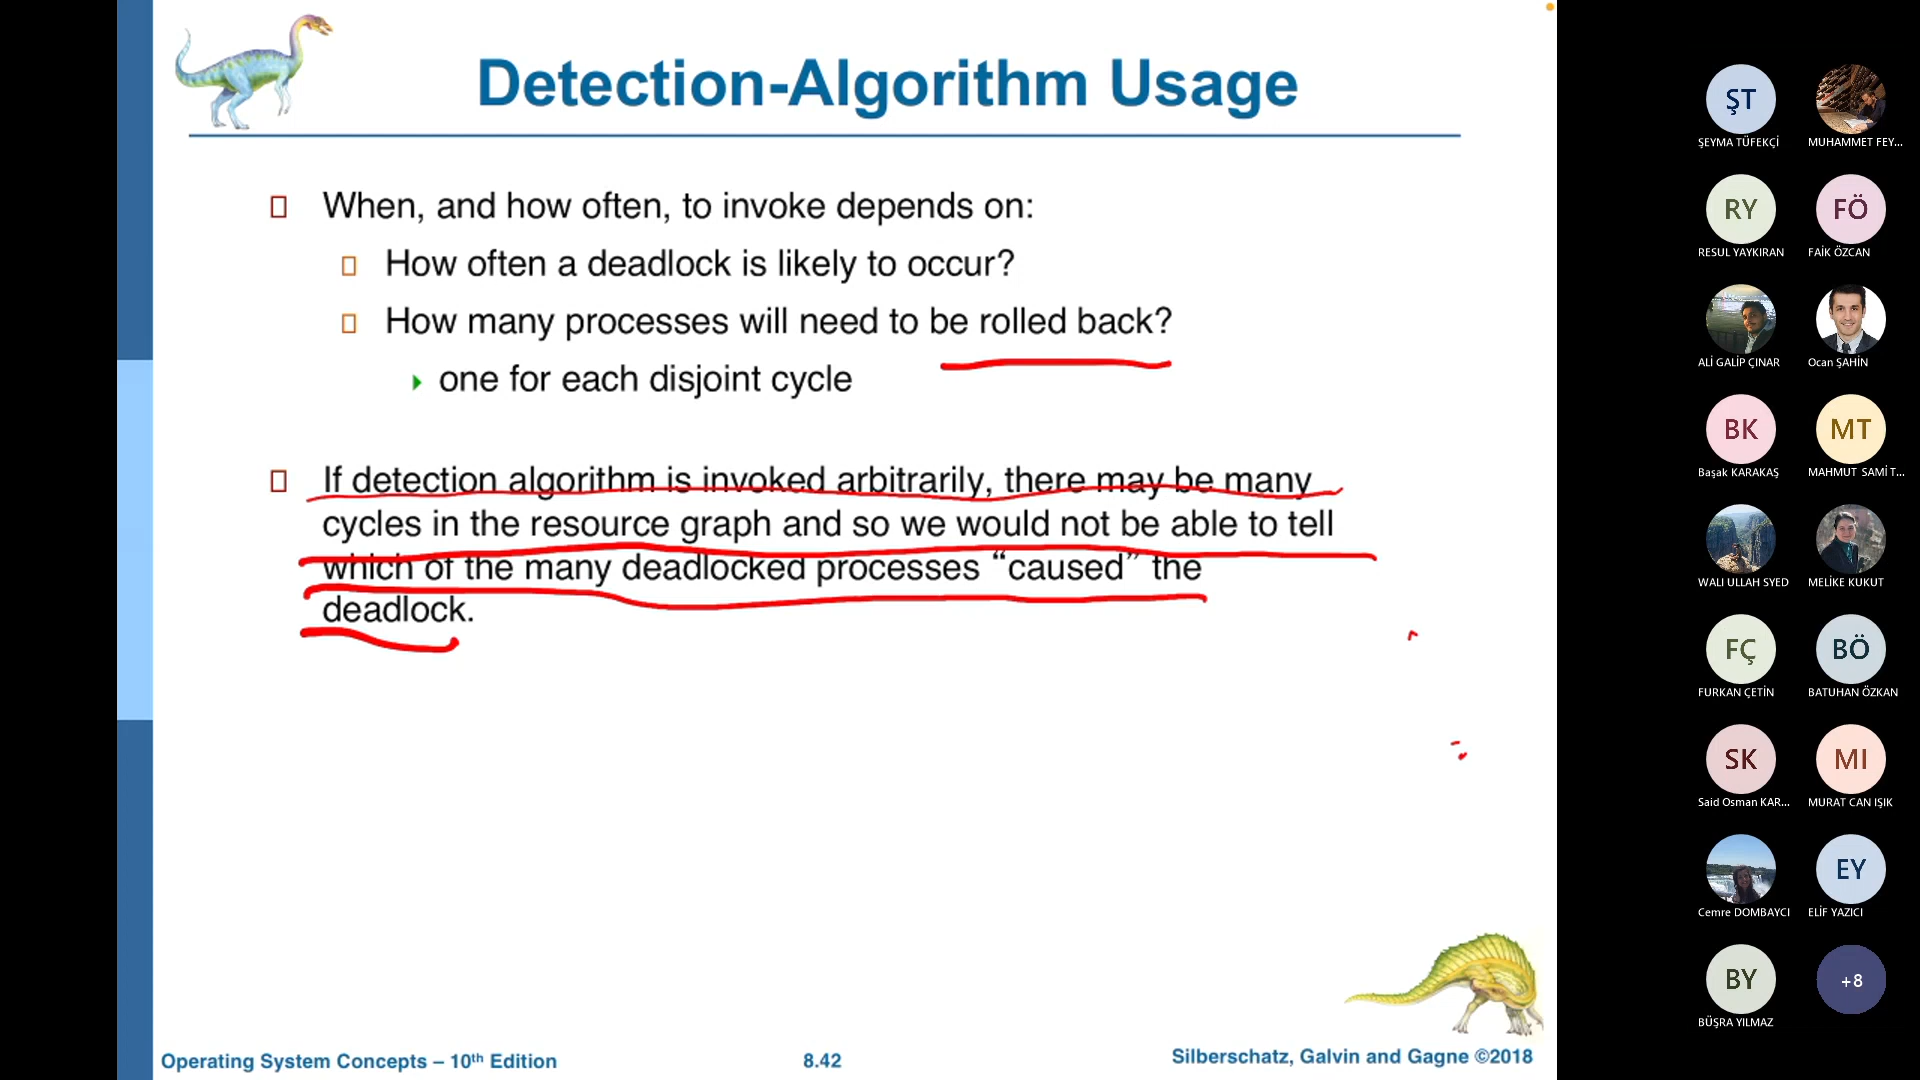 Detection-Algorithm Usage
When, and how often, to invoke depends on:
How often a deadlock is likely to occur?
How many processes will need to be rolled back?
one for each disjoint cycle
If detection algorithm is invoked arbitrarily, there may be many
cycles in the resource graph and so we would not be able to tell
which of the many deadlocked processes “caused” the
deadlock.
Operating System Concepts – 10th Edition
8.42
Silberschatz, Galvin and Gagne ©2018
ŞT
ŞEYMA TÜFEKÇİ
MUHAMMET FEY...
RY
RESUL YAYKIRAN
FÖ
FAİK ÖZCAN
ALİ GALİP ÇINAR
Ocan ŞAHİN
BK
Başak KARAKAŞ
MT
MAHMUT SAMİ T...
WALI ULLAH SYED
MELİKE KUKUT
FÇ
FURKAN ÇETİN
BÖ
BATUHAN ÖZKAN
SK
Said Osman KAR...
MI
MURAT CAN IŞIK
Cemre DOMBAYCI
EY
ELİF YAZICI
BY
BÜŞRA YILMAZ
+8